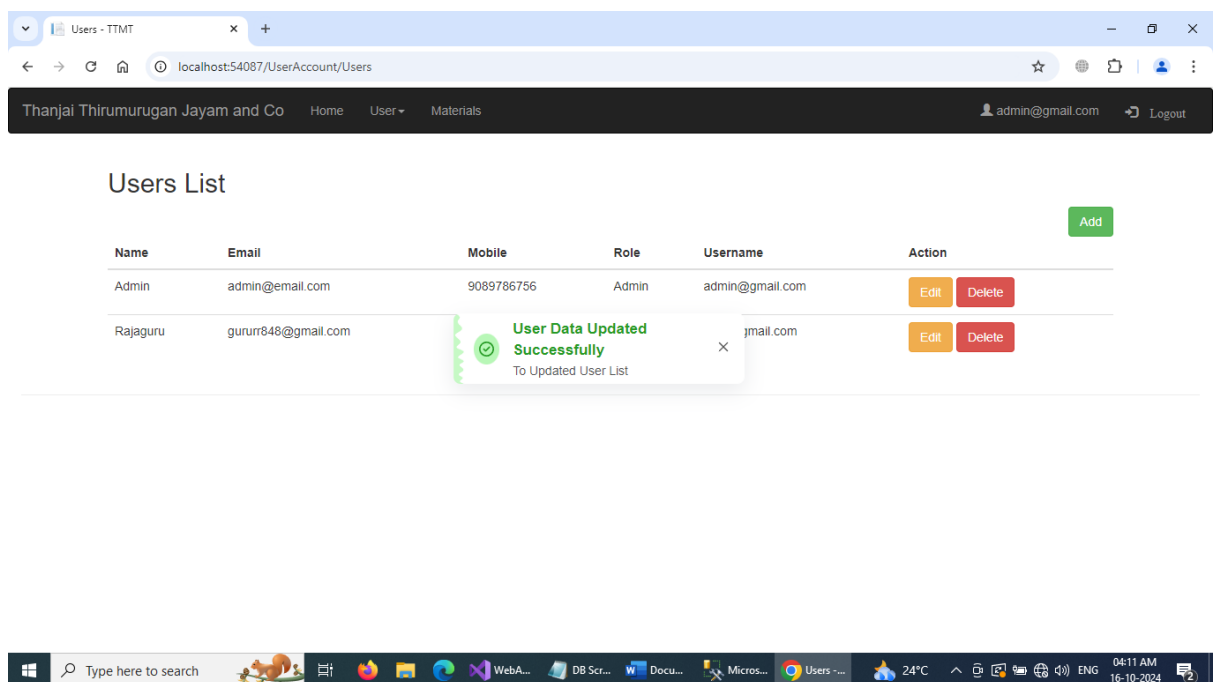 Users - TTMT
localhost:54087/UserAccount/Users
Thanjai Thirumurugan Jayam and Co Home User Materials admin@gmail.com Logout
Users List
Add
Name Email Mobile Role Username Action
Admin admin@email.com 9089786756 Admin admin@gmail.com Edit Delete
Rajaguru gururr848@gmail.com Edit Delete
User Data Updated
Successfully
To Updated User List
Type here to search WebA... DB Scr... Docu... Micros... Users -... 24°C ENG 04:11 AM
16-10-2024